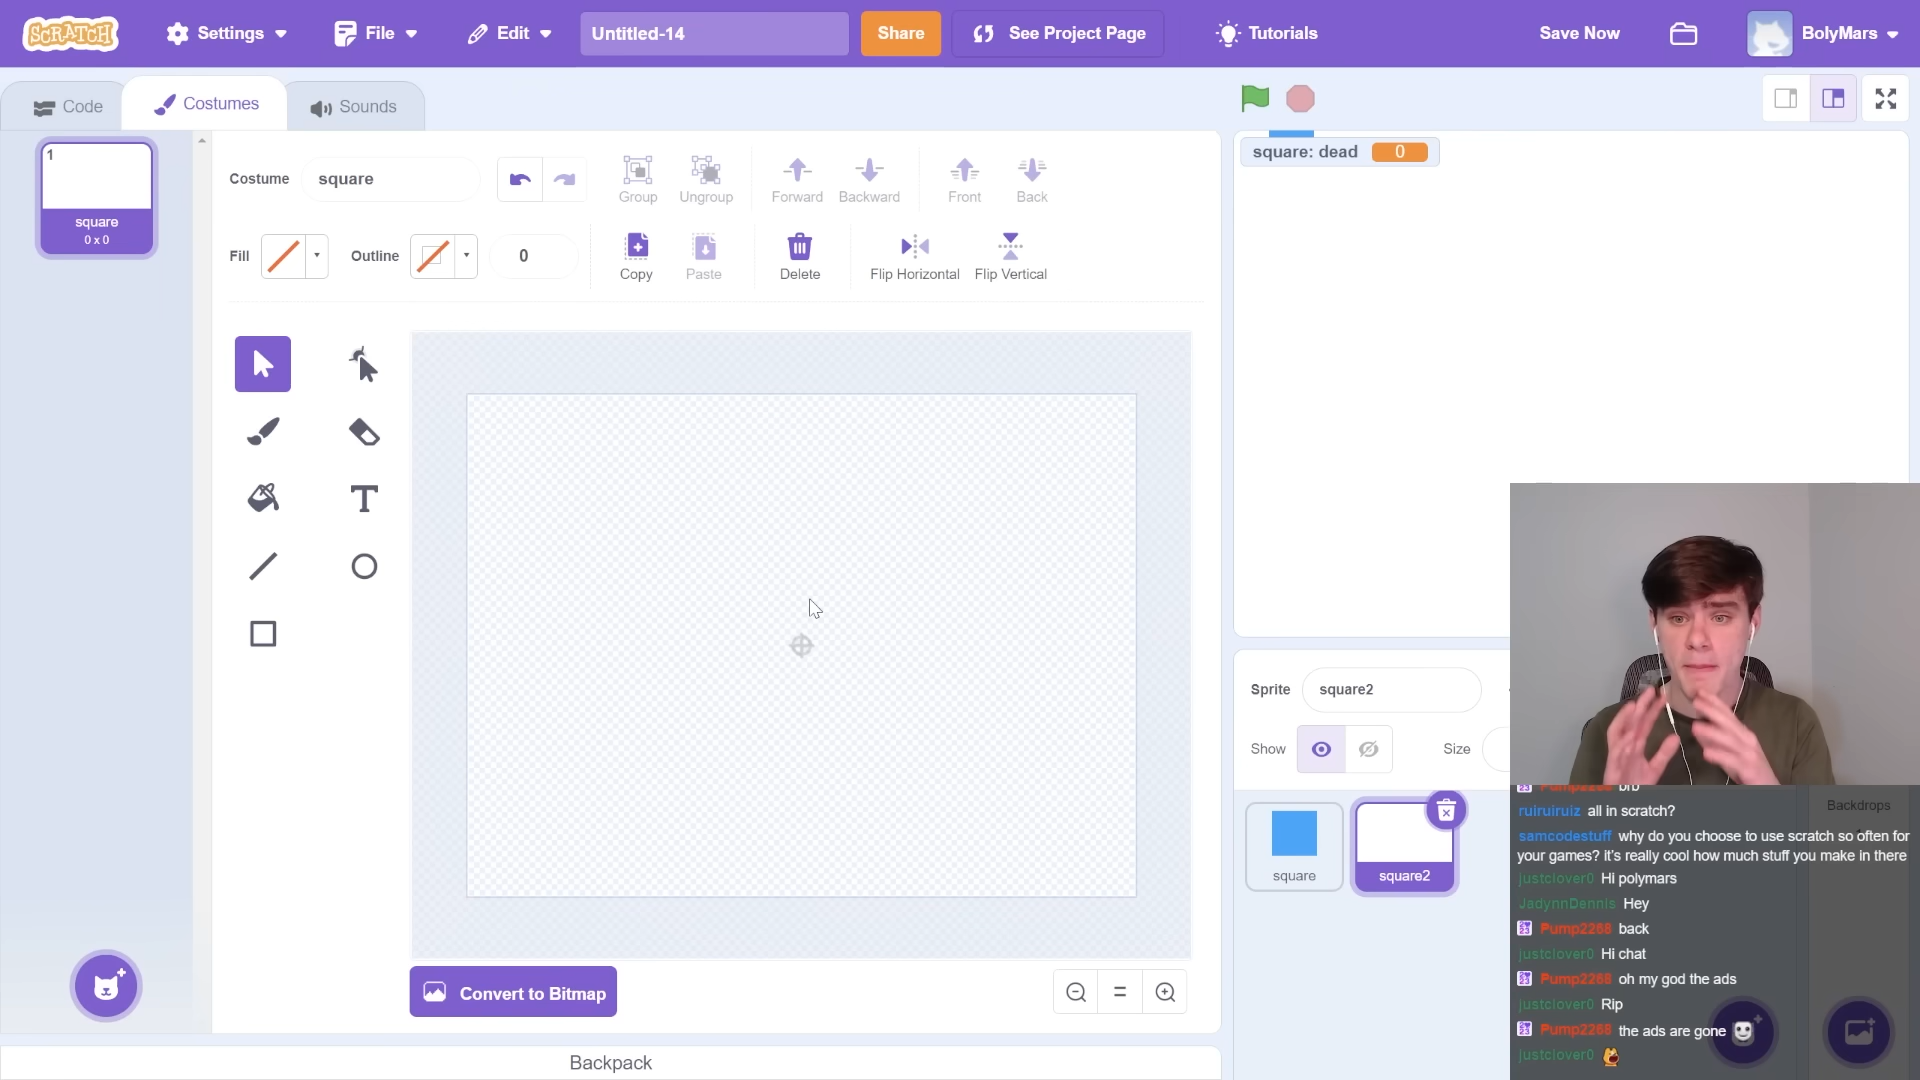 SCRATCH
Settings
File
Edit
Untitled-14
Share
See Project Page
Tutorials
Save Now
BolyMars
Code
Costumes
Sounds
1
square
0 x 0
Costume
square
Group
Ungroup
Forward
Backward
Front
Back
Fill
Outline
0
Copy
Paste
Delete
Flip Horizontal
Flip Vertical
Convert to Bitmap
Backpack
square: dead 0
Sprite
square2
Show
Size
square
square2
Backdrops
Pump2268 brb
ruiruiruiz all in scratch?
samcodestuff why do you choose to use scratch so often for
your games? it's really cool how much stuff you make in there
justclover0 Hi polymars
JadynnDennis Hey
Pump2268 back
justclover0 Hi chat
Pump2268 oh my god the ads
justclover0 Rip
Pump2268 the ads are gone
justclover0